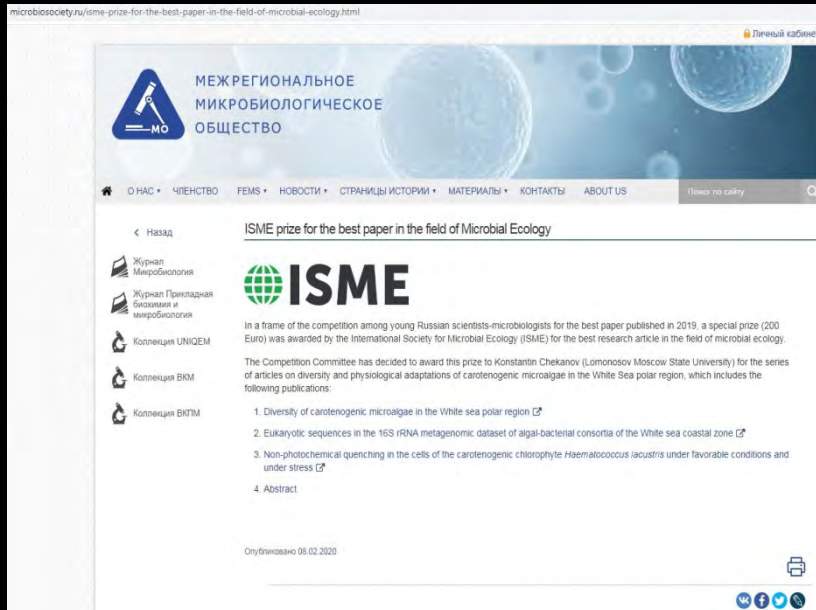 microbiosociety.ru/isme-prize-for-the-best-paper-in-the-field-of-microbial-ecology.html
Личный кабине
МЕЖРЕГИОНАЛЬНОЕ
МИКРОБИОЛОГИЧЕСКОЕ
ОБЩЕСТВО
МО
О НАС ЧЛЕНСТВО FEMS НОВОСТИ СТРАНИЦЫ ИСТОРИИ МАТЕРИАЛЫ КОНТАКТЫ ABOUT US Поиск по сайту
< Назад
Журнал
Микробиология
Журнал Прикладная
биохимия и
микробиология
Коллекция UNIQEM
Коллекция ВКМ
Коллекция ВКПМ
ISME prize for the best paper in the field of Microbial Ecology
ISME
In a frame of the competition among young Russian scientists-microbiologists for the best paper published in 2019, a special prize (200
Euro) was awarded by the International Society for Microbial Ecology (ISME) for the best research article in the field of microbial ecology.
The Competition Committee has decided to award this prize to Konstantin Chekanov (Lomonosov Moscow State University) for the series
of articles on diversity and physiological adaptations of carotenogenic microalgae in the White Sea polar region, which includes the
following publications:
1. Diversity of carotenogenic microalgae in the White sea polar region
2. Eukaryotic sequences in the 16S rRNA metagenomic dataset of algal-bacterial consortia of the White sea coastal zone
3. Non-photochemical quenching in the cells of the carotenogenic chlorophyte Haematococcus lacustris under favorable conditions and
under stress
4. Abstract
Опубликовано 08.02.2020